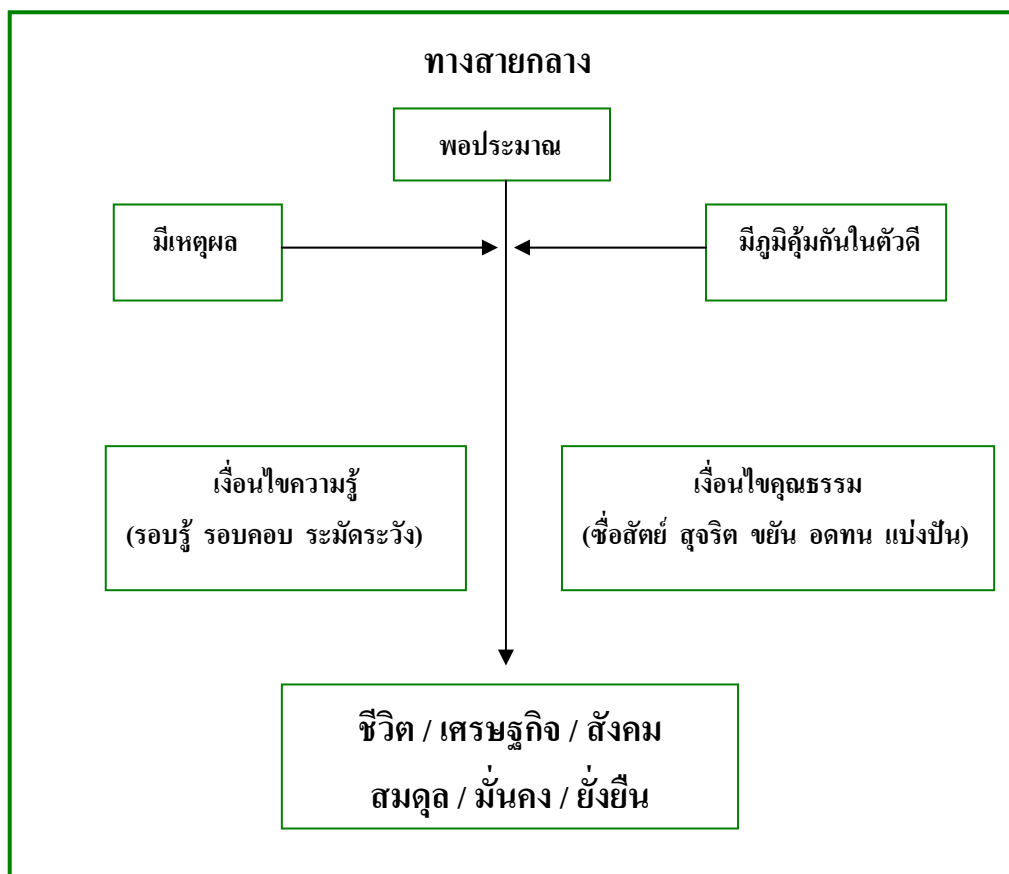 ทางสายกลาง
พอประมาณ
มีเหตุผล
มีภูมิคุ้มกันในตัวดี
เงื่อนไขความรู้
(รอบรู้ รอบคอบ ระมัดระวัง)
เงื่อนไขคุณธรรม
(ซื่อสัตย์ สุจริต ขยัน อดทน แบ่งปัน)
ชีวิต / เศรษฐกิจ / สังคม
สมดุล / มั่นคง / ยั่งยืน